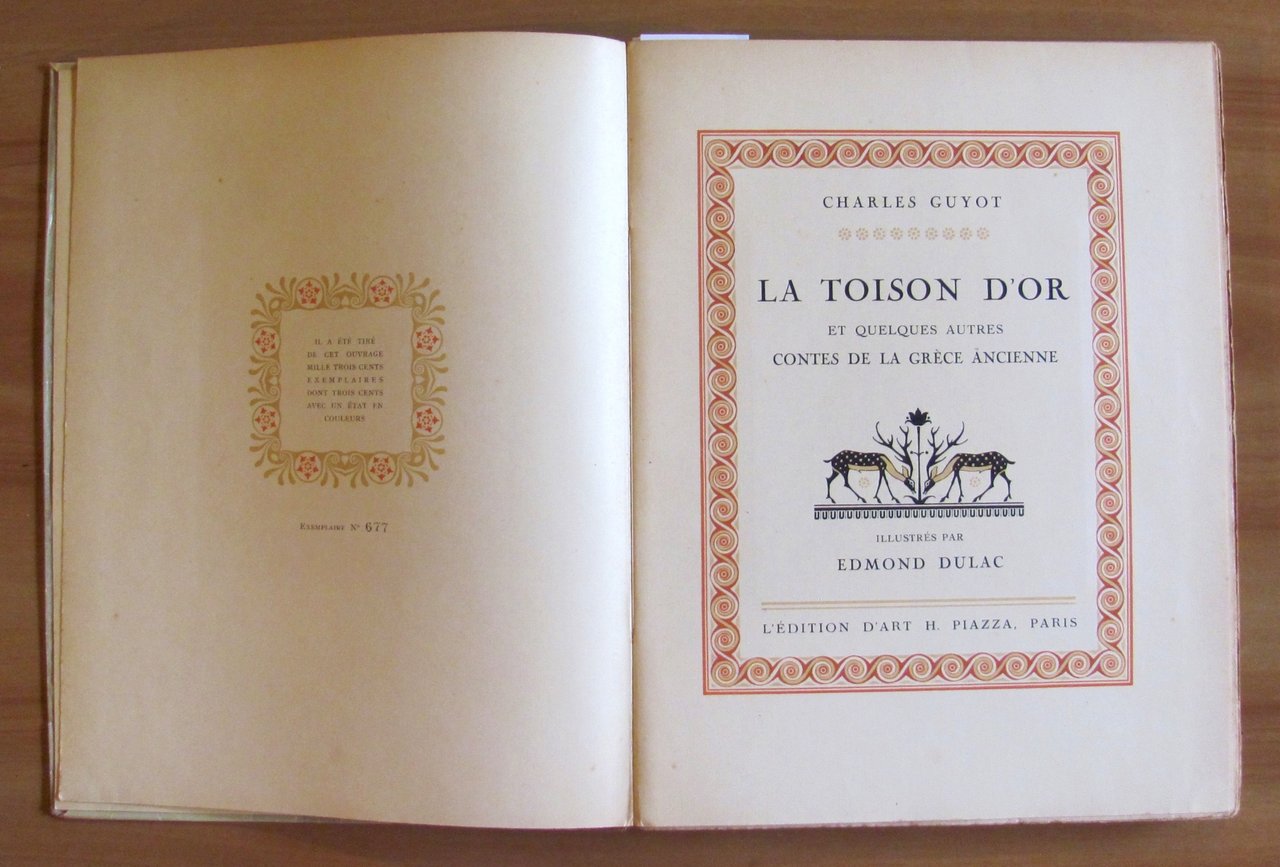 IL A ÉTÉ TIRÉ
DE CET OUVRAGE
MILLE TROIS CENTS
EXEMPLAIRES
DONT TROIS CENTS
AVEC UN ÉTAT EN
COULEURS
EXEMPLAIRE N° 677
CHARLES GUYOT
LA TOISON D'OR
ET QUELQUES AUTRES
CONTES DE LA GRÈCE ANCIENNE
ILLUSTRÉS PAR
EDMOND DULAC
L'ÉDITION D'ART H. PIAZZA, PARIS